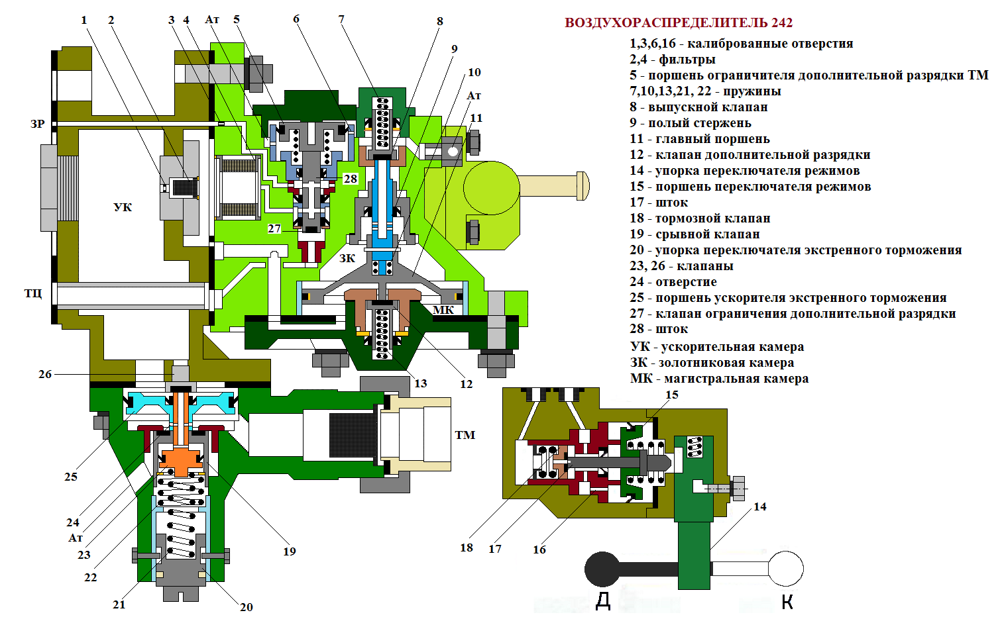 ВОЗДУХОРАСПРЕДЕЛИТЕЛЬ 242
1,3,6,16 - калиброванные отверстия
2,4 - фильтры
5 - поршень ограничителя дополнительной разрядки ТМ
7,10,13,21, 22 - пружины
8 - выпускной клапан
9 - полый стержень
11 - главный поршень
12 - клапан дополнительной разрядки
14 - упорка переключателя режимов
15 - поршень переключателя режимов
17 - шток
18 - тормозной клапан
19 - срывной клапан
20 - упорка переключателя экстренного торможения
23, 26 - клапаны
24 - отверстие
25 - поршень ускорителя экстренного торможения
27 - клапан ограничения дополнительной разрядки
28 - шток
УК - ускорительная камера
ЗК - золотниковая камера
МК - магистральная камера
1
2
3
4
Ат
5
6
7
8
9
10
Ат
11
ЗР
УК
28
27
ЗК
ТЦ
МК
26
13
12
15
ТМ
25
24
Ат
23
22
21
20
19
18
17
16
14
Д
К